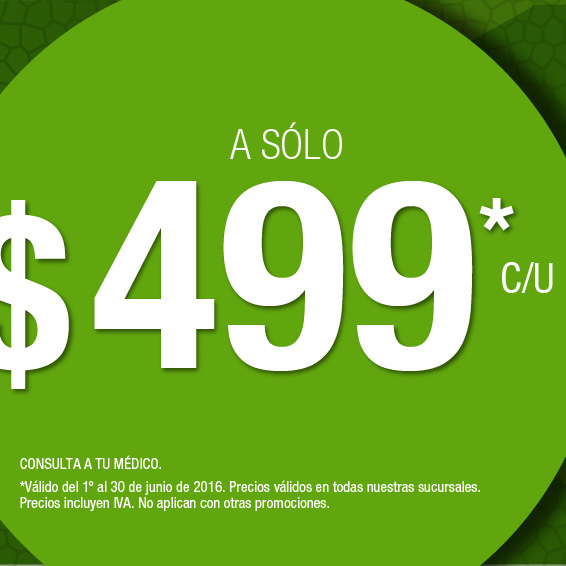 A SÓLO
$499*
C/U
CONSULTA A TU MÉDICO.
*Válido del 1º al 30 de junio de 2016. Precios válidos en todas nuestras sucursales.
Precios incluyen IVA. No aplican con otras promociones.